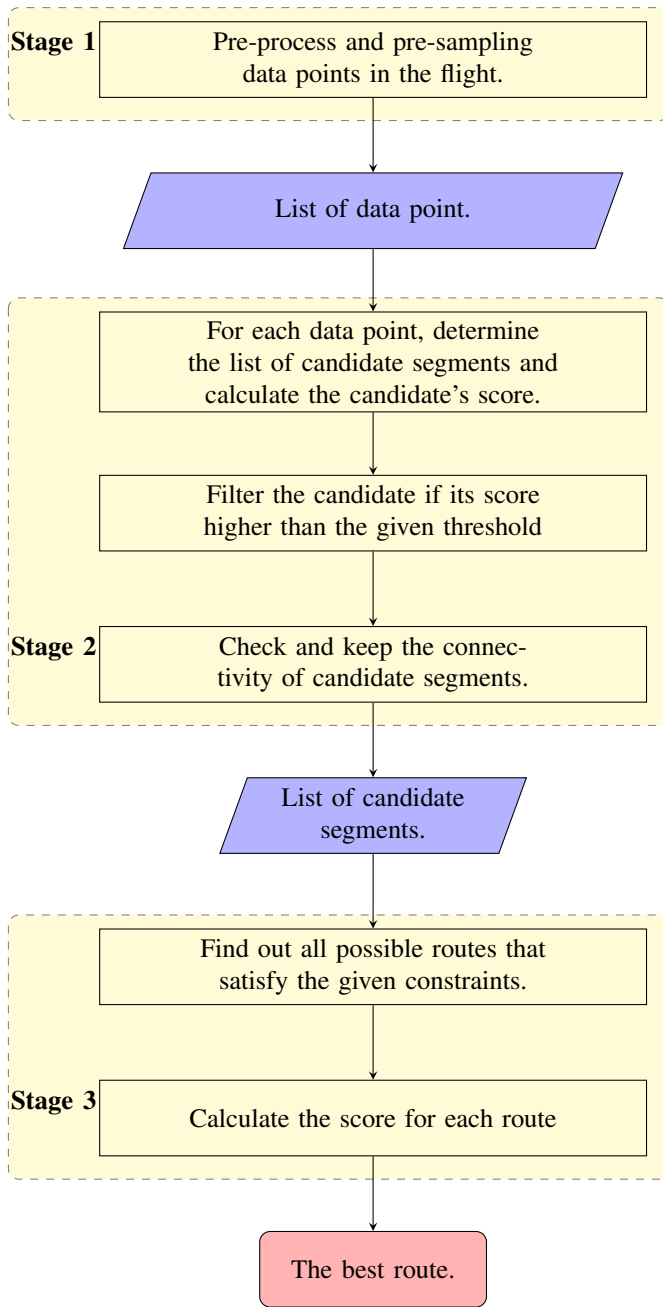 Stage 1
Pre-process and pre-sampling
data points in the flight.
List of data point.
For each data point, determine
the list of candidate segments and
calculate the candidate's score.
Filter the candidate if its score
higher than the given threshold
Stage 2
Check and keep the connec-
tivity of candidate segments.
List of candidate
segments.
Find out all possible routes that
satisfy the given constraints.
Stage 3
Calculate the score for each route
The best route.